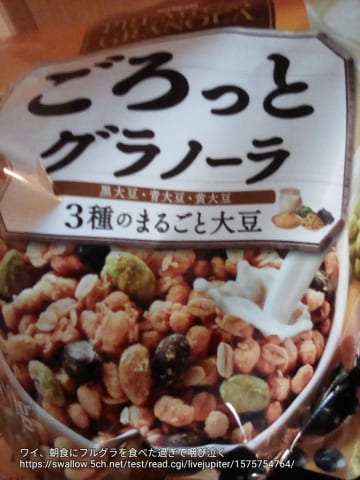 GRANOLA
ごろっと
グラノーラ
黒大豆・青大豆・黄大豆
3種のまるごと大豆
ワイ、朝食にフルグラを食べた過ぎて咽び泣く
https://swallow.5ch.net/test/read.cgi/livejupiter/1575754764/